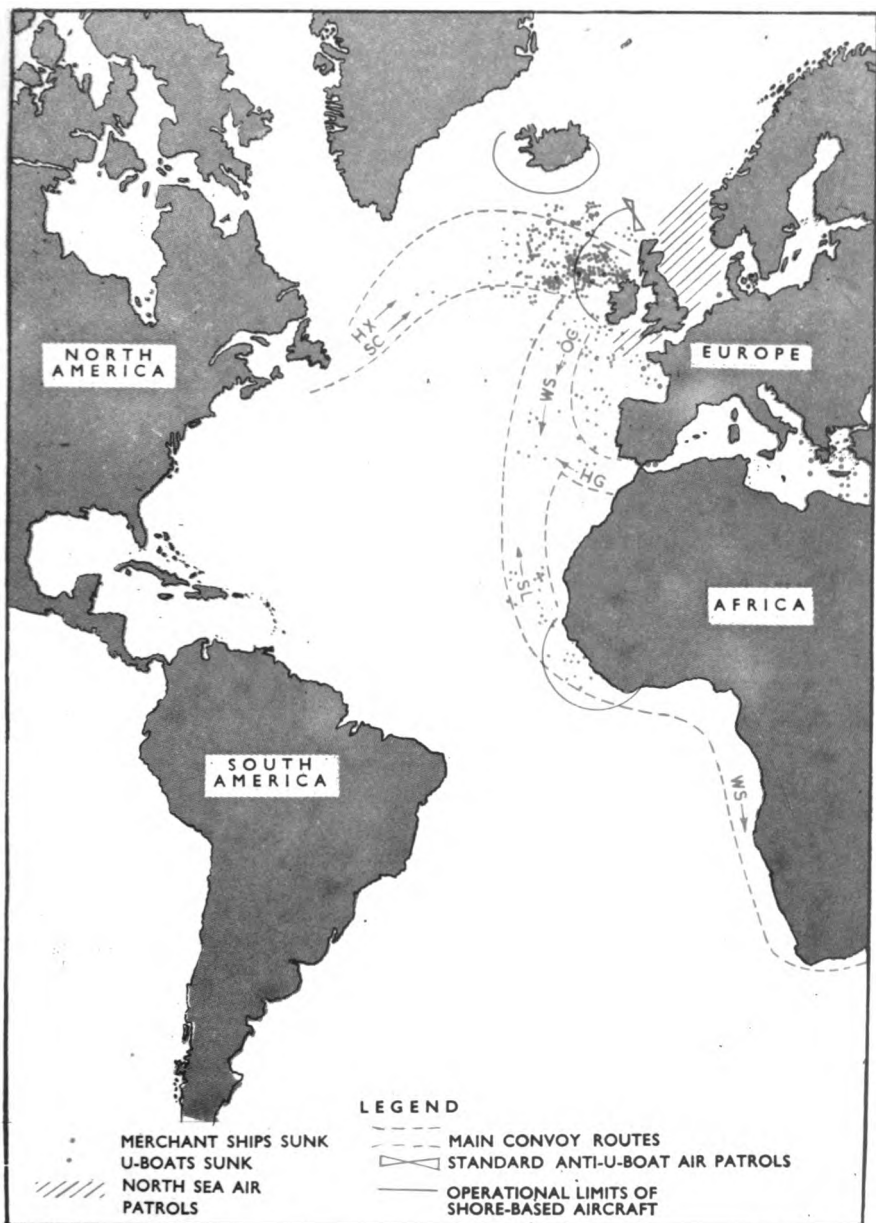 NORTH
AMERICA
EUROPE
HX
SC
OG
WS
HG
SL
AFRICA
SOUTH
AMERICA
WS
LEGEND
MERCHANT SHIPS SUNK
U-BOATS SUNK
NORTH SEA AIR
PATROLS
MAIN CONVOY ROUTES
STANDARD ANTI-U-BOAT AIR PATROLS
OPERATIONAL LIMITS OF
SHORE-BASED AIRCRAFT